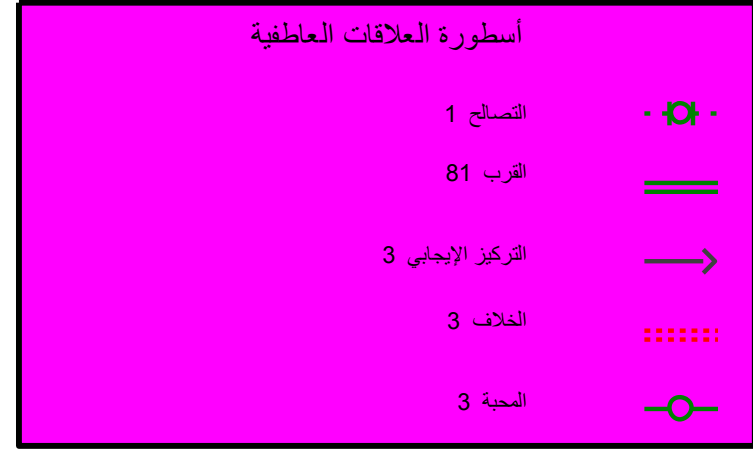 أسطورة العلاقات العاطفية
التصالح 1
القرب 81
التركيز الإيجابي 3
الخلاف 3
المحبة 3